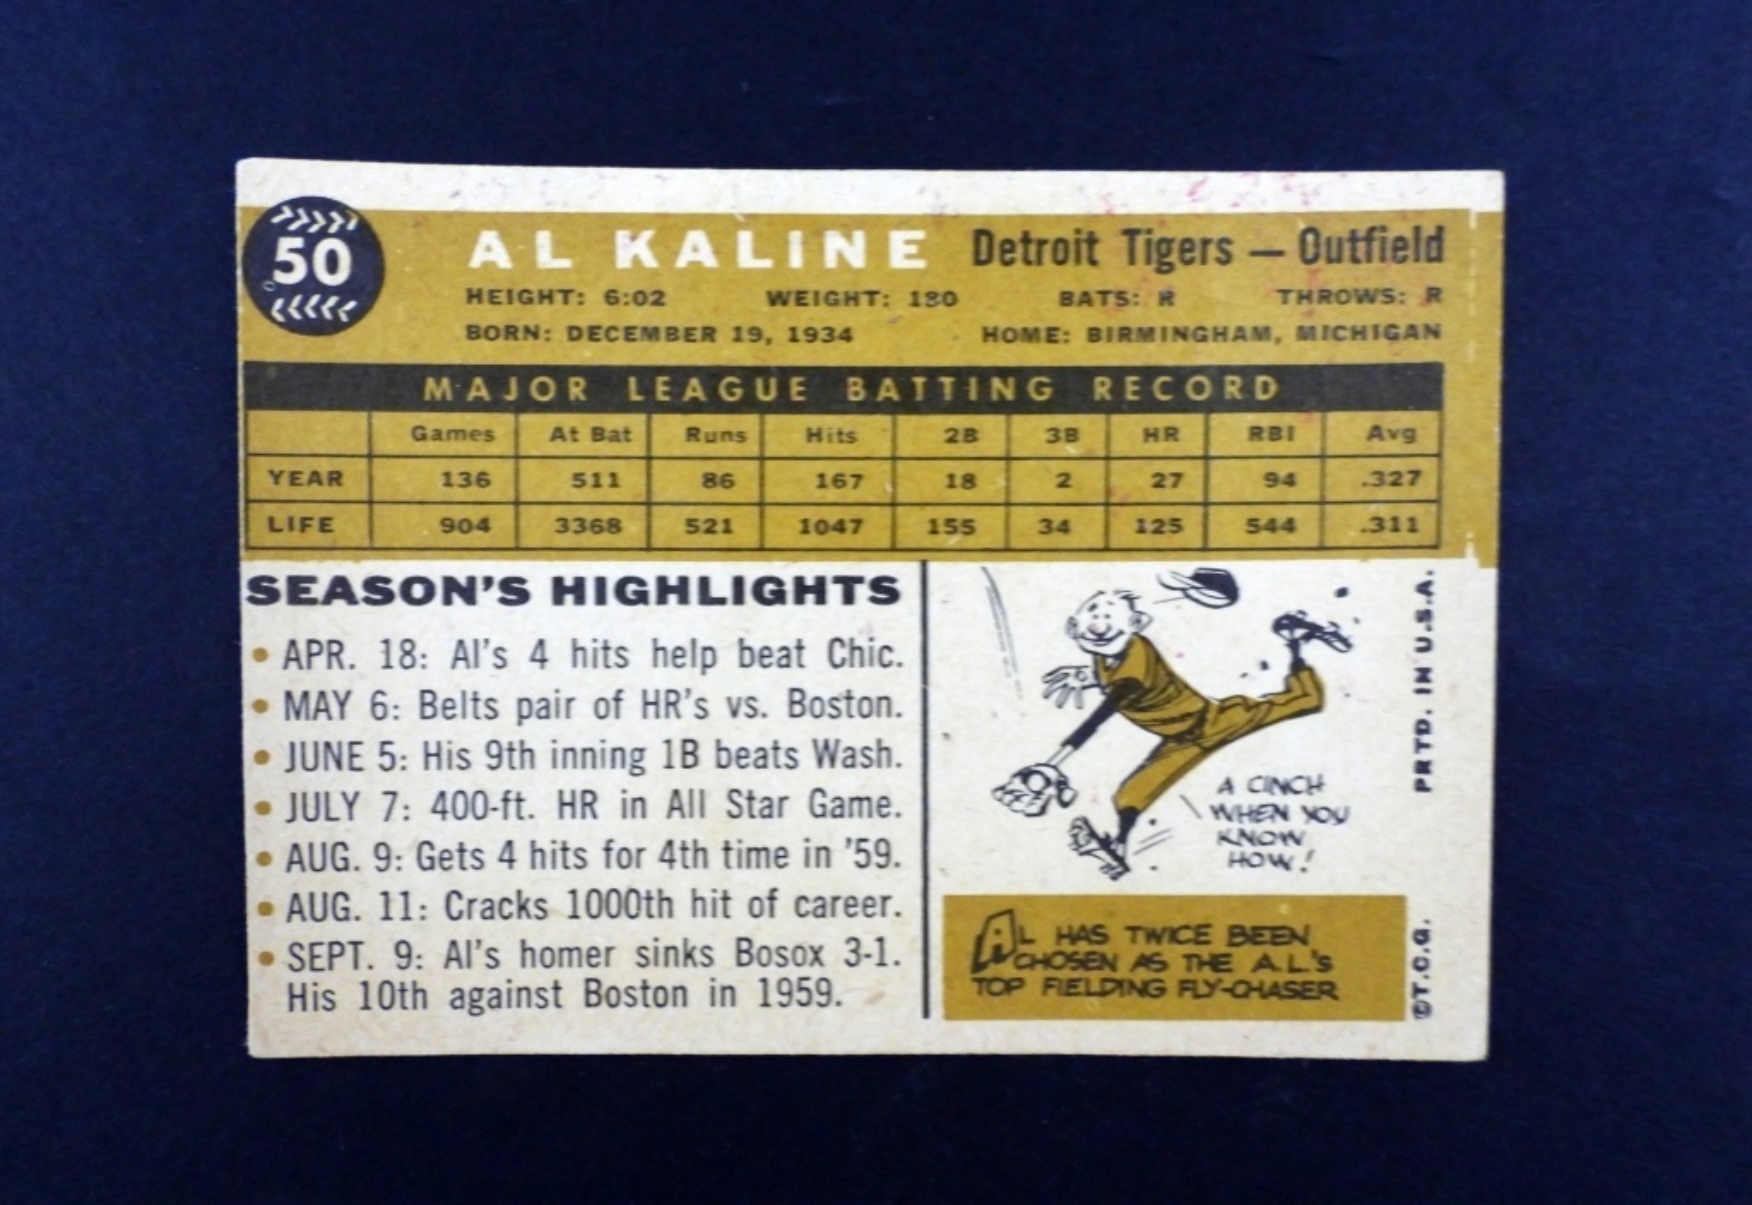 50
AL KALINE Detroit Tigers — Outfield
HEIGHT: 6:02 WEIGHT: 180 BATS: R THROWS: R
BORN: DECEMBER 19, 1934 HOME: BIRMINGHAM, MICHIGAN
MAJOR LEAGUE BATTING RECORD
Games At Bat Runs Hits 2B 3B HR RBI Avg
YEAR 136 511 86 167 18 2 27 94 .327
LIFE 904 3368 521 1047 155 34 125 544 .311
SEASON'S HIGHLIGHTS
• APR. 18: Al's 4 hits help beat Chic.
• MAY 6: Belts pair of HR's vs. Boston.
• JUNE 5: His 9th inning 1B beats Wash.
• JULY 7: 400-ft. HR in All Star Game.
• AUG. 9: Gets 4 hits for 4th time in '59.
• AUG. 11: Cracks 1000th hit of career.
• SEPT. 9: Al's homer sinks Bosox 3-1.
His 10th against Boston in 1959.
A CINCH
WHEN YOU
KNOW
HOW!
AL HAS TWICE BEEN
CHOSEN AS THE A.L.'S
TOP FIELDING FLY-CHASER
©T.C.G. PRTD. IN U.S.A.